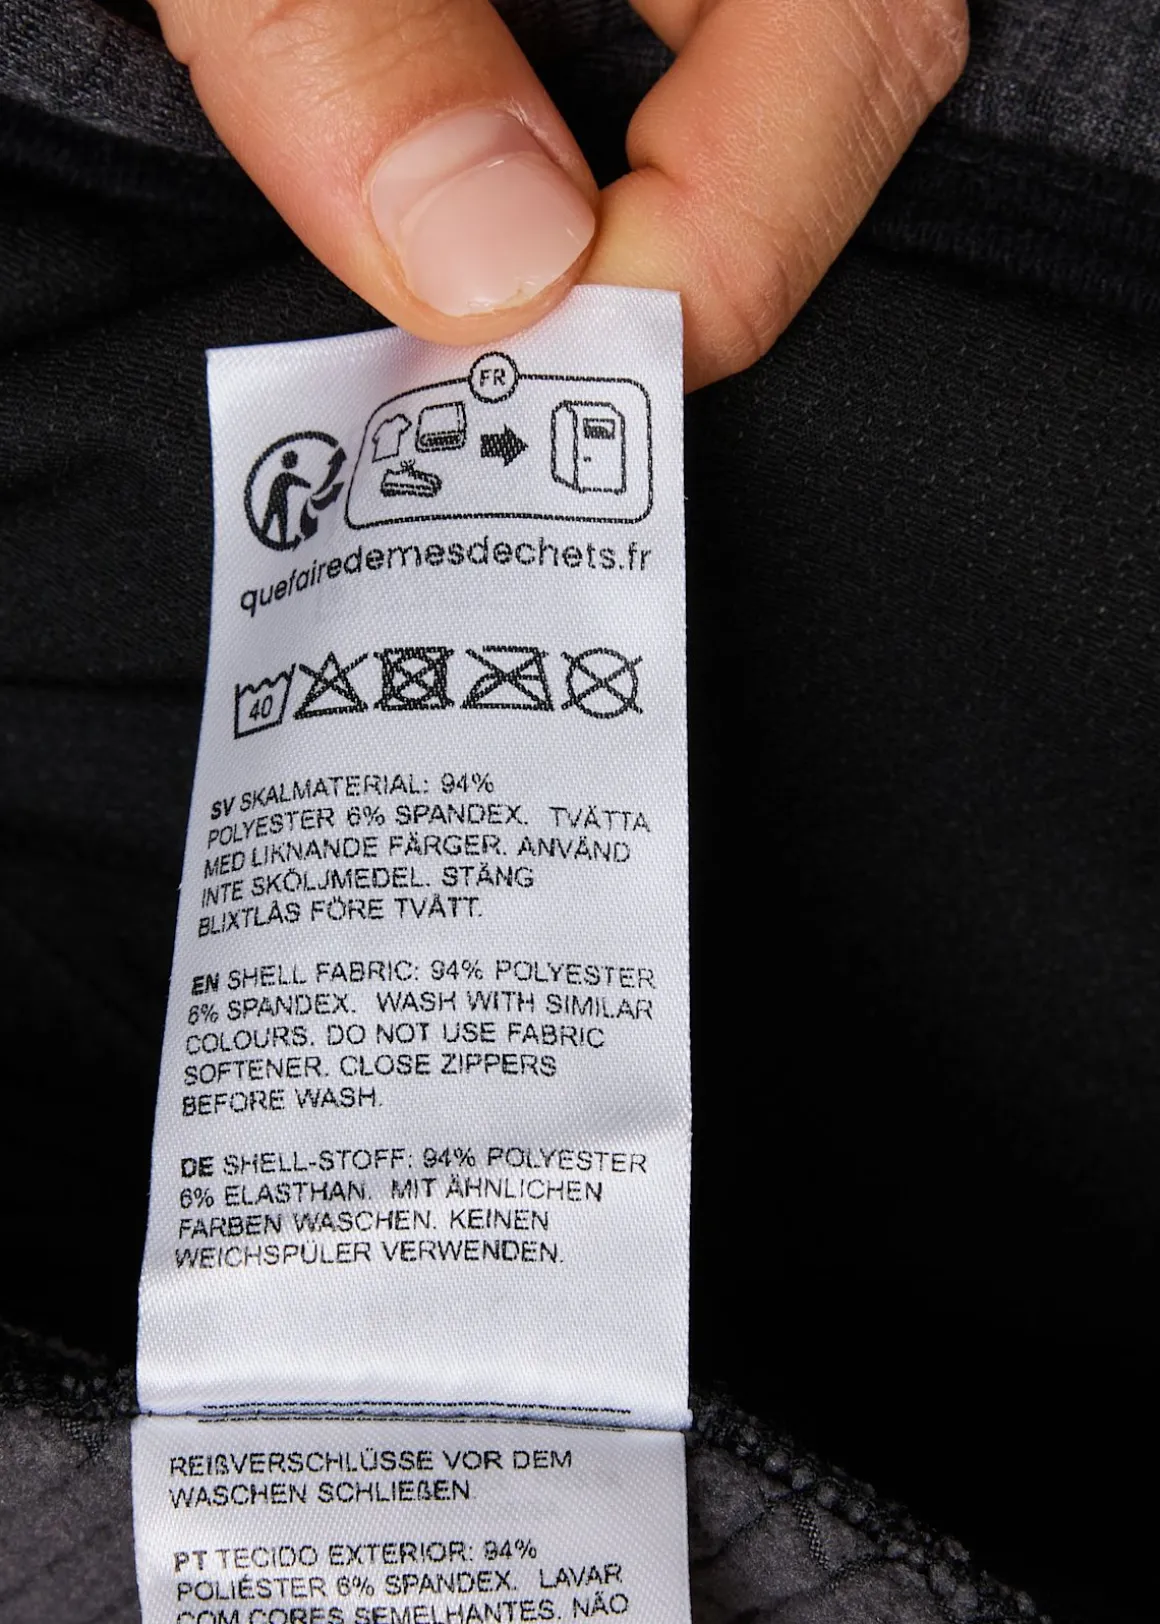 FR
quefairedemesdechets.fr
40
SV SKALMATERIAL: 94%
POLYESTER 6% SPANDEX. TVÄTTA
MED LIKNANDE FÄRGER. ANVÄND
INTE SKÖLJMEDEL. STÄNG
BLIXTLÅS FÖRE TVÄTT.
EN SHELL FABRIC: 94% POLYESTER
6% SPANDEX. WASH WITH SIMILAR
COLOURS. DO NOT USE FABRIC
SOFTENER. CLOSE ZIPPERS
BEFORE WASH.
DE SHELL-STOFF: 94% POLYESTER
6% ELASTHAN. MIT ÄHNLICHEN
FARBEN WASCHEN. KEINEN
WEICHSPÜLER VERWENDEN.
REIßVERSCHLÜSSE VOR DEM
WASCHEN SCHLIEßEN.
PT TECIDO EXTERIOR: 94%
POLIÉSTER 6% SPANDEX. LAVAR
COM CORES SEMELHANTES. NÃO